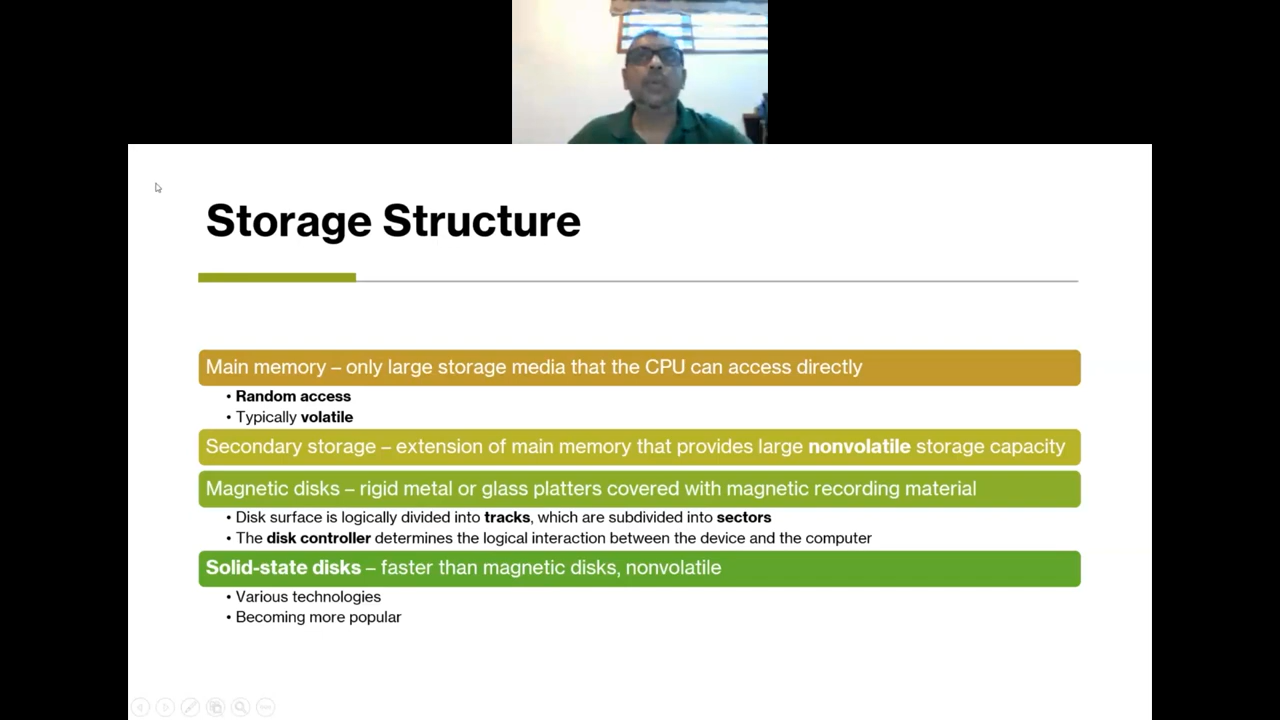 Storage Structure
Main memory – only large storage media that the CPU can access directly
• Random access
• Typically volatile
Secondary storage – extension of main memory that provides large nonvolatile storage capacity
Magnetic disks – rigid metal or glass platters covered with magnetic recording material
• Disk surface is logically divided into tracks, which are subdivided into sectors
• The disk controller determines the logical interaction between the device and the computer
Solid-state disks – faster than magnetic disks, nonvolatile
• Various technologies
• Becoming more popular